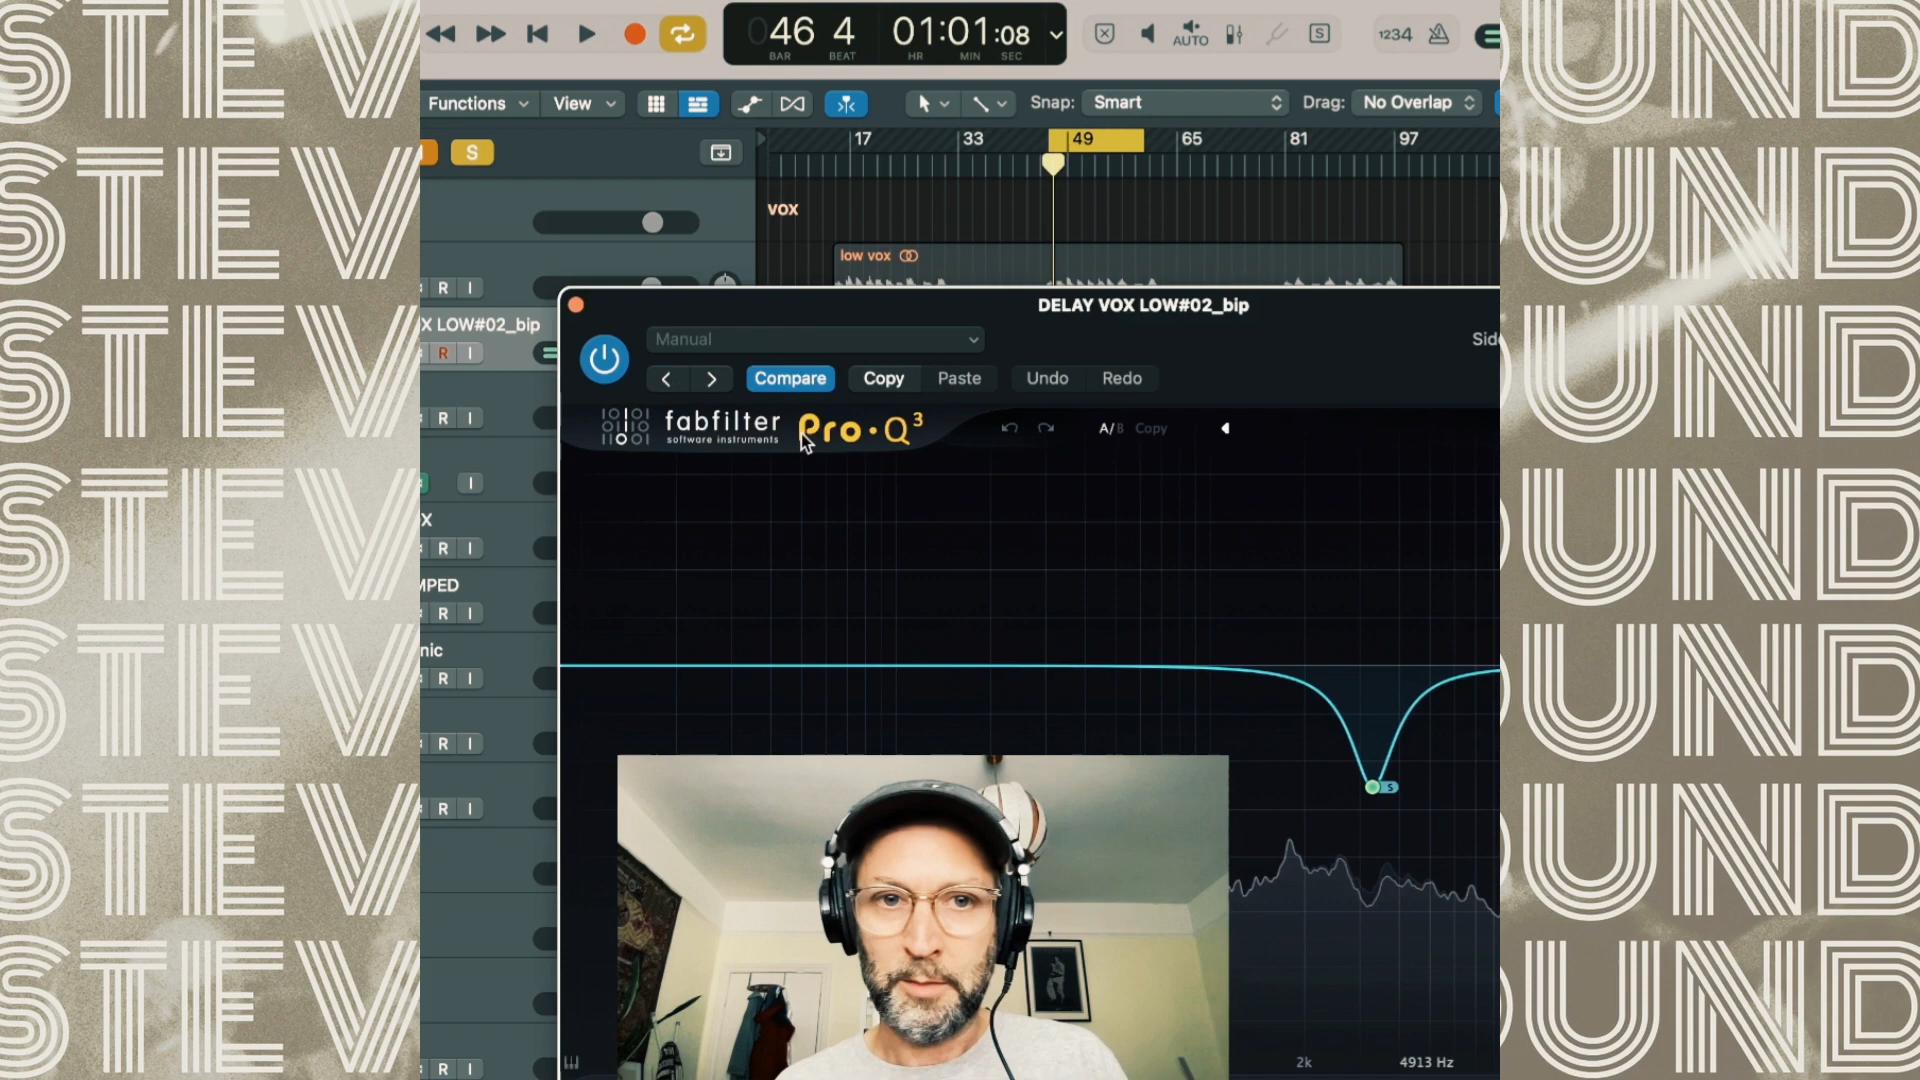 STEV
STEV
STEV
STEV
STEV
STEV
STEV
46 4 01:01:08
BAR BEAT HR MIN SEC
AUTO
S
1234
Functions View Snap: Smart Drag: No Overlap
S
17 33 49 65 81 97
vox
low vox
R I
X LOW#02_bip
R I
R I
I
X
R I
MPED
R I
nic
R I
R I
R I
R I
DELAY VOX LOW#02_bip
Manual
Side
Compare Copy Paste Undo Redo
fabfilter
software instruments
Pro·Q3
A/B Copy
S
2k 4913 Hz
UND
UND
UND
UND
UND
UND
UND